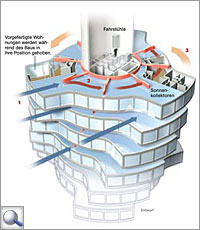 Fahrstühle
Vorgefertigte Woh-
nungen werden wäh-
rend des Baus in
ihre Position gehoben.
3
3
Sonnen-
kollektoren
1
2
Entwurf